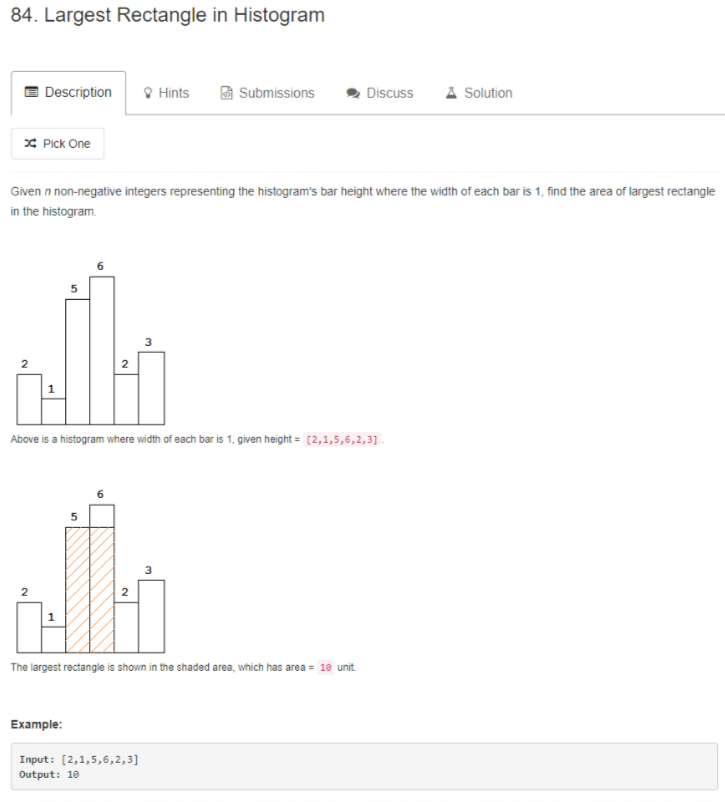 84. Largest Rectangle in Histogram
Description Hints Submissions Discuss Solution
Pick One
Given n non-negative integers representing the histogram's bar height where the width of each bar is 1, find the area of largest rectangle
in the histogram.
6
5
3
2 2
1
Above is a histogram where width of each bar is 1, given height = [2,1,5,6,2,3].
6
5
3
2 2
1
The largest rectangle is shown in the shaded area, which has area = 10 unit.
Example:
Input: [2,1,5,6,2,3]
Output: 10